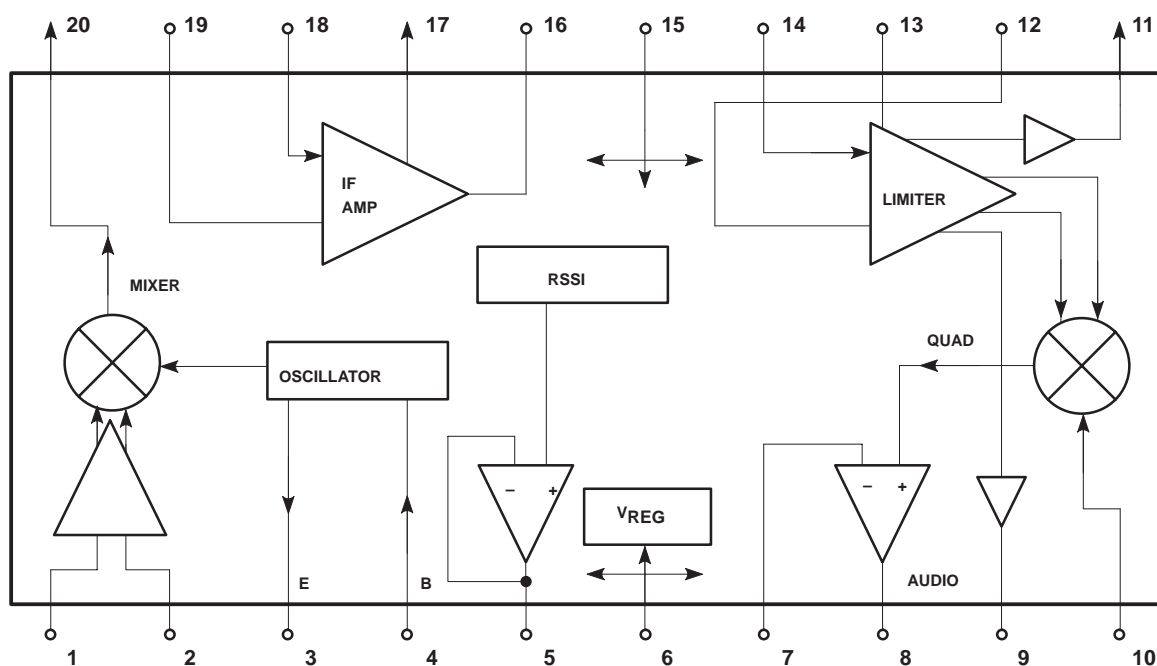 20 19 18 17 16 15 14 13 12 11
IF
AMP
LIMITER
RSSI
MIXER
QUAD
OSCILLATOR
– + – +
VREG
E B AUDIO
1 2 3 4 5 6 7 8 9 10